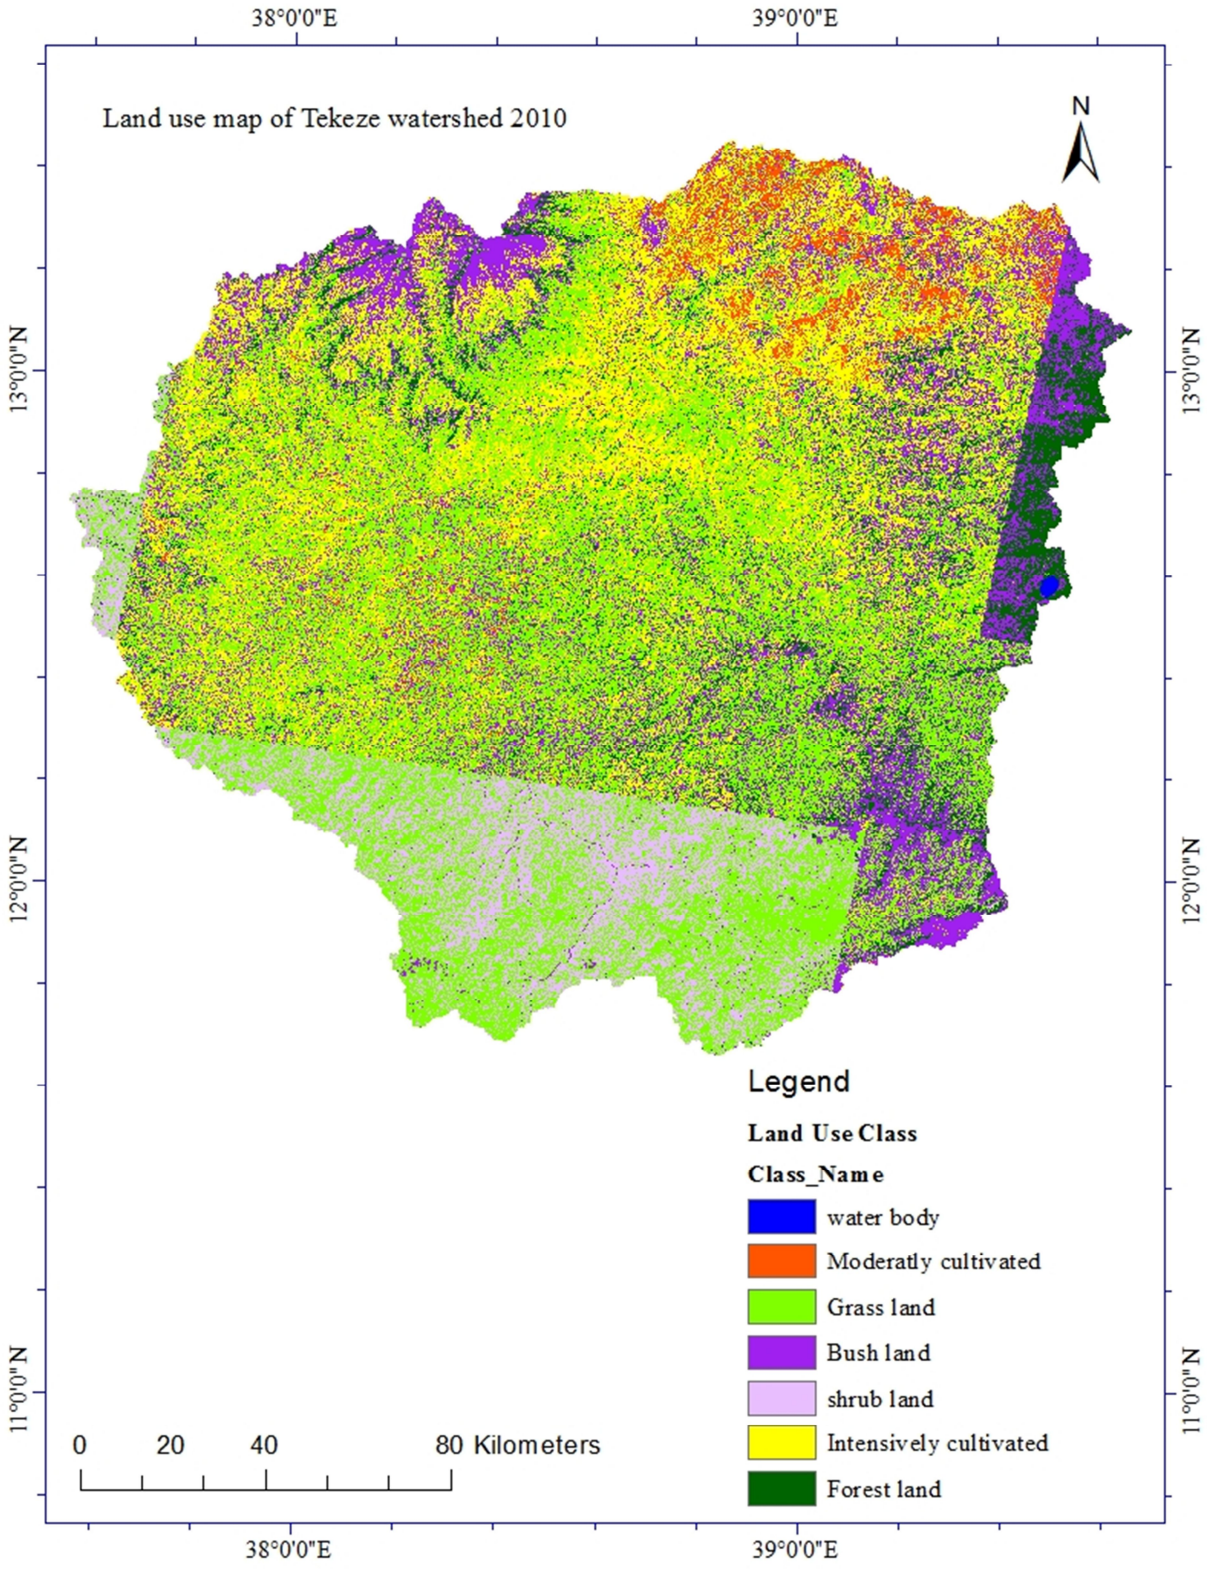 38°0'0"E 39°0'0"E
Land use map of Tekeze watershed 2010
N
13°0'0"N 13°0'0"N
12°0'0"N 12°0'0"N
Legend
Land Use Class
Class_Name
water body
Moderatly cultivated
Grass land
Bush land
11°0'0"N 11°0'0"N
shrub land
Intensively cultivated
0 20 40 80 Kilometers
Forest land
38°0'0"E 39°0'0"E